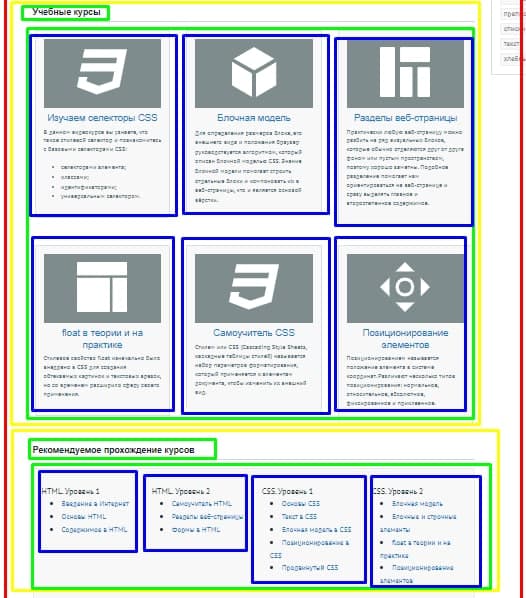 Учебные курсы
Изучаем селекторы CSS
В данном видеокурсе вы узнаете, что
такое стилевой селектор и познакомитесь
с базовыми селекторами CSS:
селекторами элемента;
классами;
идентификаторами;
универсальным селектором.
Блочная модель
Для определения размеров блока, его
внешнего вида и положения браузер
руководствуется алгоритмом, который
описан блочной моделью CSS. Знание
блочной модели помогает строить
отдельные блоки и компоновать их в
веб-страницы, что и является основой
вёрстки.
Разделы веб-страницы
Практически любую веб-страницу можно
разбить на ряд визуальных блоков,
которые обычно отделяются друг от друга
фоном или пустым пространством,
поэтому хорошо заметны. Подобное
разделение помогает нам
ориентироваться на веб-странице и
сразу выделять главное и
второстепенное содержимое.
float в теории и на
практике
Стилевое свойство float изначально было
внедрено в CSS для создания
обтекаемых картинок и текстовых врезок,
но со временем расширило сферу своего
применения.
Самоучитель CSS
Стили или CSS (Cascading Style Sheets,
каскадные таблицы стилей) называется
набор параметров форматирования,
который применяется к элементам
документа, чтобы изменить их внешний
вид.
Позиционирование
элементов
Позиционированием называется
положение элемента в системе
координат. Различают несколько типов
позиционирования: нормальное,
относительное, абсолютное,
фиксированное и приклеенное.
Рекомендуемое прохождение курсов
HTML. Уровень 1
Введение в Интернет
Основы HTML
Содержимое в HTML
HTML. Уровень 2
Самоучитель HTML
Разделы веб-страницы
Формы в HTML
CSS. Уровень 1
Основы CSS
Текст в CSS
Блочная модель в CSS
Позиционирование в
CSS
Продвинутый CSS
CSS. Уровень 2
Блочная модель
Блочные и строчные
элементы
float в теории и на
практике
Позиционирование
элементов
текст